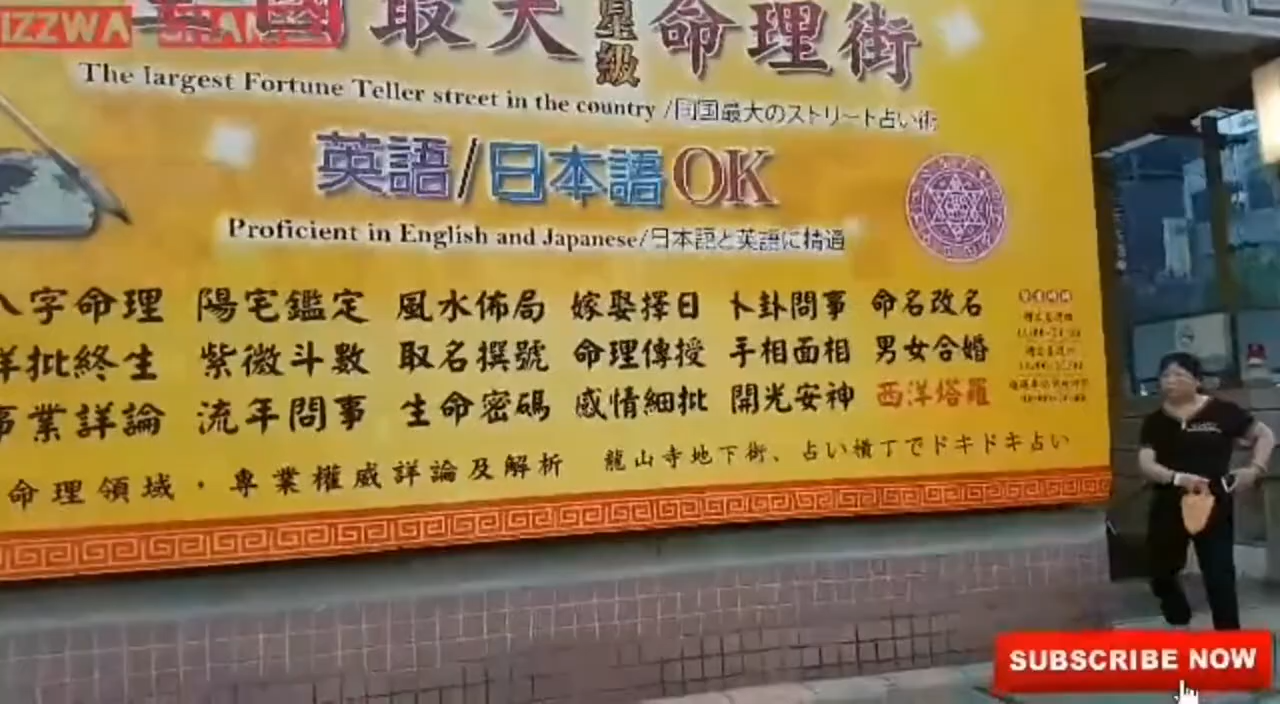 IZZWA
國最大星級命理街
The largest Fortune Teller street in the country /同国最大のストリート占い術
英語/日本語OK
Proficient in English and Japanese/日本語と英語に精通
八字命理 陽宅鑑定 風水佈局 嫁娶擇日 卜卦問事 命名改名
詳批終生 紫微斗數 取名撰號 命理傳授 手相面相 男女合婚
事業詳論 流年問事 生命密碼 感情細批 開光安神 西洋塔羅
命理領域・專業權威詳論及解析 龍山寺地下街、占い横丁でドキドキ占い
SUBSCRIBE NOW